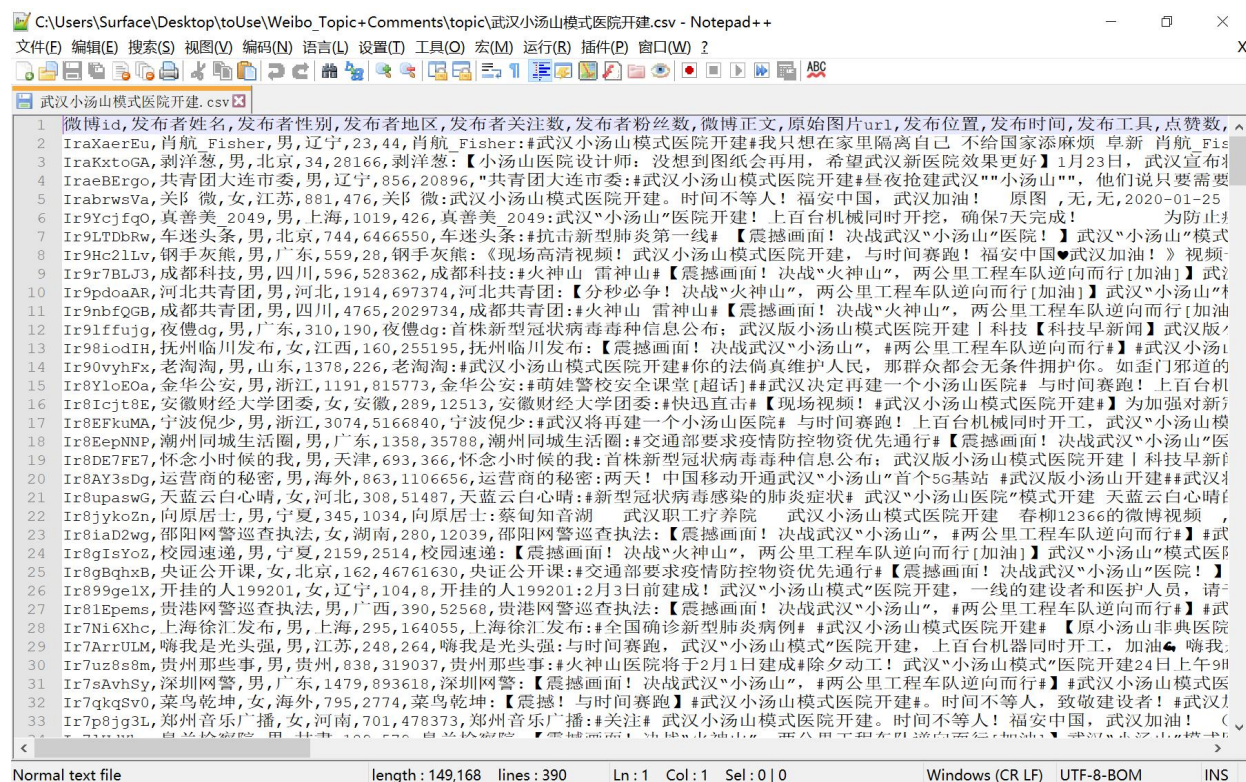 C:\Users\Surface\Desktop\toUse\Weibo_Topic+Comments\topic\武汉小汤山模式医院开建.csv - Notepad++
文件(F) 编辑(E) 搜索(S) 视图(V) 编码(N) 语言(L) 设置(T) 工具(O) 宏(M) 运行(R) 插件(P) 窗口(W) ? X
武汉小汤山模式医院开建.csv
1 微博id,发布者姓名,发布者性别,发布者地区,发布者关注数,发布者粉丝数,微博正文,原始图片url,发布位置,发布时间,发布工具,点赞数,
2 IraXaerEu,肖航_Fisher,男,辽宁,23,44,肖航_Fisher:#武汉小汤山模式医院开建#我只想在家里隔离自己 不给国家添麻烦 阜新 肖航_Fis
3 IraKxtoGA,剥洋葱,男,北京,34,28166,剥洋葱:【小汤山医院设计师：没想到图纸会再用，希望武汉新医院效果更好】1月23日，武汉宣布
4 IraeBErgo,共青团大连市委,男,辽宁,856,20896,"共青团大连市委:#武汉小汤山模式医院开建#昼夜抢建武汉""小汤山""，他们说只要需要
5 IrabrwsVa,关阝微,女,江苏,881,476,关阝微:武汉小汤山模式医院开建。时间不等人！福安中国，武汉加油！ 原图 ,无,无,2020-01-25
6 Ir9YcjfqO,真善美_2049,男,上海,1019,426,真善美_2049:武汉“小汤山”医院开建！上百台机械同时开挖，确保7天完成！ 为防止
7 Ir9LTDbRw,车迷头条,男,北京,744,6466550,车迷头条:#抗击新型肺炎第一线# 【震撼画面！决战武汉“小汤山”医院！】武汉“小汤山”模式
8 Ir9Hc2lLv,钢手灰熊,男,广东,559,28,钢手灰熊:《现场高清视频！武汉小汤山模式医院开建，与时间赛跑！福安中国♥武汉加油！》视频
9 Ir9r7BLJ3,成都科技,男,四川,596,528362,成都科技:#火神山 雷神山#【震撼画面！决战“火神山”，两公里工程车队逆向而行[加油]】武汉
10 Ir9pdoaAR,河北共青团,男,河北,1914,697374,河北共青团:【分秒必争！决战“火神山”，两公里工程车队逆向而行[加油]】武汉“小汤山”
11 Ir9nbfQGB,成都共青团,男,四川,4765,2029734,成都共青团:#火神山 雷神山#【震撼画面！决战“火神山”，两公里工程车队逆向而行[加油
12 Ir9lffujg,夜儯dg,男,广东,310,190,夜儯dg:首株新型冠状病毒毒种信息公布；武汉版小汤山模式医院开建丨科技【科技早新闻】武汉版
13 Ir98iodIH,抚州临川发布,女,江西,160,255195,抚州临川发布:【震撼画面！决战武汉“小汤山”，#两公里工程车队逆向而行#】#武汉小汤
14 Ir90vyhFx,老淘淘,男,山东,1378,226,老淘淘:#武汉小汤山模式医院开建#你的法倘真维护人民，那群众都会无条件拥护你。如歪门邪道的
15 Ir8YloEOa,金华公安,男,浙江,1191,815773,金华公安:#萌娃警校安全课堂[超话]##武汉决定再建一个小汤山医院# 与时间赛跑！上百台机
16 Ir8Icjt8E,安徽财经大学团委,女,安徽,289,12513,安徽财经大学团委:#快迅直击#【现场视频！#武汉小汤山模式医院开建#】为加强对新
17 Ir8EFkuMA,宁波倪少,男,浙江,3074,5166840,宁波倪少:#武汉将再建一个小汤山医院# 与时间赛跑！上百台机械同时开工，武汉小汤山模
18 Ir8EepNNP,潮州同城生活圈,男,广东,1358,35788,潮州同城生活圈:#交通部要求疫情防控物资优先通行#【震撼画面！决战武汉“小汤山”医
19 Ir8DE7FE7,怀念小时候的我,男,天津,693,366,怀念小时候的我:首株新型冠状病毒毒种信息公布；武汉版小汤山模式医院开建丨科技早新
20 Ir8AY3sDg,运营商的秘密,男,海外,863,1106656,运营商的秘密:两天！中国移动开通武汉“小汤山”首个5G基站 #武汉版小汤山开建##武汉
21 Ir8upaswG,天蓝云白心晴,女,河北,308,51487,天蓝云白心晴:#新型冠状病毒感染的肺炎症状# 武汉“小汤山医院”模式开建 天蓝云白心晴的
22 Ir8jykoZn,向原居士,男,宁夏,345,1034,向原居士:蔡甸知音湖 武汉职工疗养院 武汉小汤山模式医院开建 春柳12366的微博视频 ,
23 Ir8iaD2wg,邵阳网警巡查执法,女,湖南,280,12039,邵阳网警巡查执法:【震撼画面！决战武汉“小汤山”，#两公里工程车队逆向而行#】#武
24 Ir8gIsYoZ,校园速递,男,宁夏,2159,2514,校园速递:【震撼画面！决战“火神山”，两公里工程车队逆向而行[加油]】武汉“小汤山”模式医
25 Ir8gBqhxB,央证公开课,女,北京,162,46761630,央证公开课:#交通部要求疫情防控物资优先通行#【震撼画面！决战武汉“小汤山”医院！】
26 Ir899ge1X,开挂的人199201,女,辽宁,104,8,开挂的人199201:2月3日前建成！武汉“小汤山模式”医院开建，一线的建设者和医护人员，请
27 Ir81Epems,贵港网警巡查执法,男,广西,390,52568,贵港网警巡查执法:【震撼画面！决战武汉“小汤山”，#两公里工程车队逆向而行#】#武
28 Ir7Ni6Xhc,上海徐汇发布,男,上海,295,164055,上海徐汇发布:#全国确诊新型肺炎病例# #武汉小汤山模式医院开建# 【原小汤山非典医院
29 Ir7ArrULM,嗨我是光头强,男,江苏,248,264,嗨我是光头强:与时间赛跑，武汉小汤山模式医院开建，上百台机器同时开工，加油 嗨我
30 Ir7uz8s8m,贵州那些事,男,贵州,838,319037,贵州那些事:#火神山医院将于2月1日建成#除夕动工！武汉“小汤山模式”医院开建24日上午9
31 Ir7sAvhSy,深圳网警,男,广东,1479,893618,深圳网警:【震撼画面！决战武汉“小汤山”，#两公里工程车队逆向而行#】#武汉小汤山模式医
32 Ir7qkqSv0,菜鸟乾坤,女,海外,795,2774,菜鸟乾坤:【震撼！与时间赛跑】#武汉小汤山模式医院开建#。时间不等人，致敬建设者！#武汉
33 Ir7p8jg3L,郑州音乐广播,女,河南,701,478373,郑州音乐广播:#关注# 武汉小汤山模式医院开建。时间不等人！福安中国，武汉加油！
Normal text file length : 149,168 lines : 390 Ln : 1 Col : 1 Sel : 0 | 0 Windows (CR LF) UTF-8-BOM INS